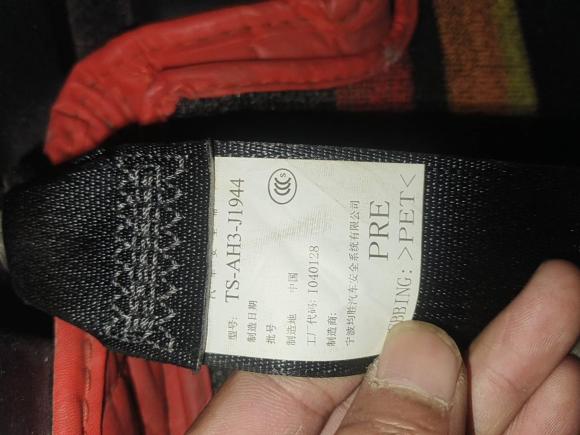 型号: TS-AH3-J1944
制造日期
批号
制造地 中国
工厂代码: 1040128
制造商:
宁波均胜汽车安全系统有限公司
PRE
BBING: >PET<
CCC S